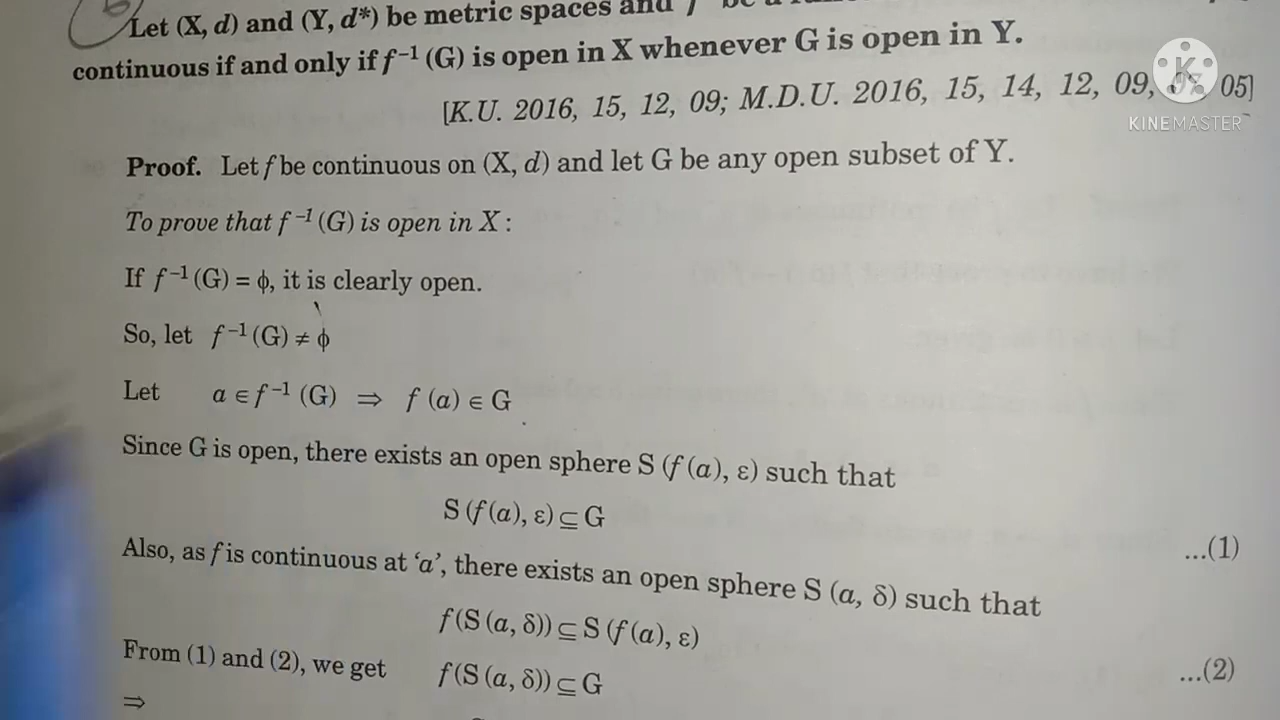 Let (X, d) and (Y, d*) be metric spaces and f be a
continuous if and only if f⁻¹ (G) is open in X whenever G is open in Y.
[K.U. 2016, 15, 12, 09; M.D.U. 2016, 15, 14, 12, 09, 05]
KINEMASTER
Proof. Let f be continuous on (X, d) and let G be any open subset of Y.
To prove that f⁻¹ (G) is open in X :
If f⁻¹ (G) = ϕ, it is clearly open.
So, let f⁻¹ (G) ≠ ϕ
Let a ∈ f⁻¹ (G) ⇒ f (a) ∈ G
Since G is open, there exists an open sphere S (f (a), ε) such that
S (f (a), ε) ⊆ G ...(1)
Also, as f is continuous at ‘a’, there exists an open sphere S (a, δ) such that
f(S (a, δ)) ⊆ S (f (a), ε) ...(2)
From (1) and (2), we get f(S (a, δ)) ⊆ G
⇒